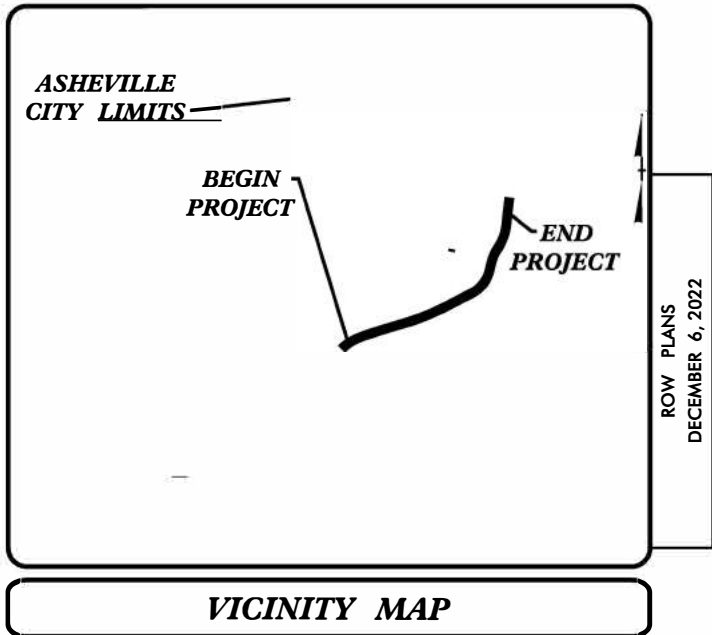 ASHEVILLE
CITY LIMITS
BEGIN
PROJECT
END
PROJECT
ROW PLANS
DECEMBER 6, 2022
VICINITY MAP